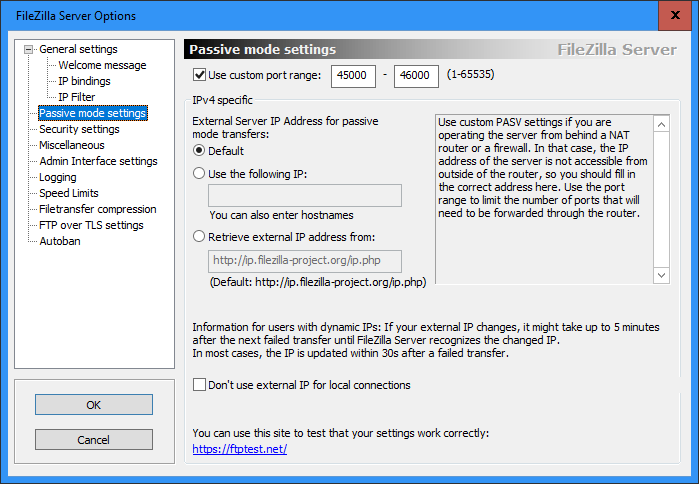 FileZilla Server Options
x
General settings
Welcome message
IP bindings
IP Filter
Passive mode settings
Security settings
Miscellaneous
Admin Interface settings
Logging
Speed Limits
Filetransfer compression
FTP over TLS settings
Autoban
OK
Cancel
Passive mode settings
FileZilla Server
Use custom port range: 45000 - 46000 (1-65535)
IPv4 specific
External Server IP Address for passive
mode transfers:
Default
Use the following IP:
You can also enter hostnames
Retrieve external IP address from:
http://ip.filezilla-project.org/ip.php
(Default: http://ip.filezilla-project.org/ip.php)
Use custom PASV settings if you are
operating the server from behind a NAT
router or a firewall. In that case, the IP
address of the server is not accessible from
outside of the router, so you should fill in
the correct address here. Use the port
range to limit the number of ports that will
need to be forwarded through the router.
Information for users with dynamic IPs: If your external IP changes, it might take up to 5 minutes
after the next failed transfer until FileZilla Server recognizes the changed IP.
In most cases, the IP is updated within 30s after a failed transfer.
Don't use external IP for local connections
You can use this site to test that your settings work correctly:
https://ftptest.net/